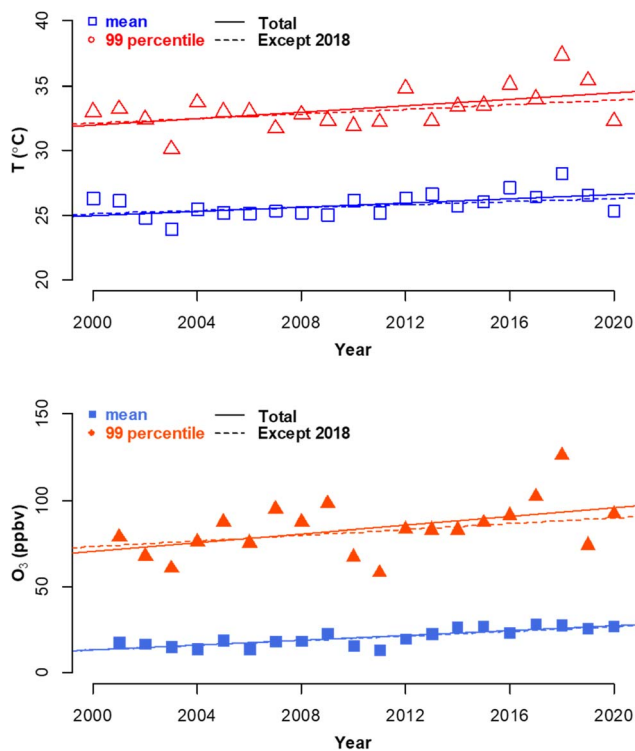 mean Total
99 percentile Except 2018
40
35
30
25
20
T (°C)
2000 2004 2008 2012 2016 2020
Year
mean Total
99 percentile Except 2018
150
100
50
0
O₃ (ppbv)
2000 2004 2008 2012 2016 2020
Year